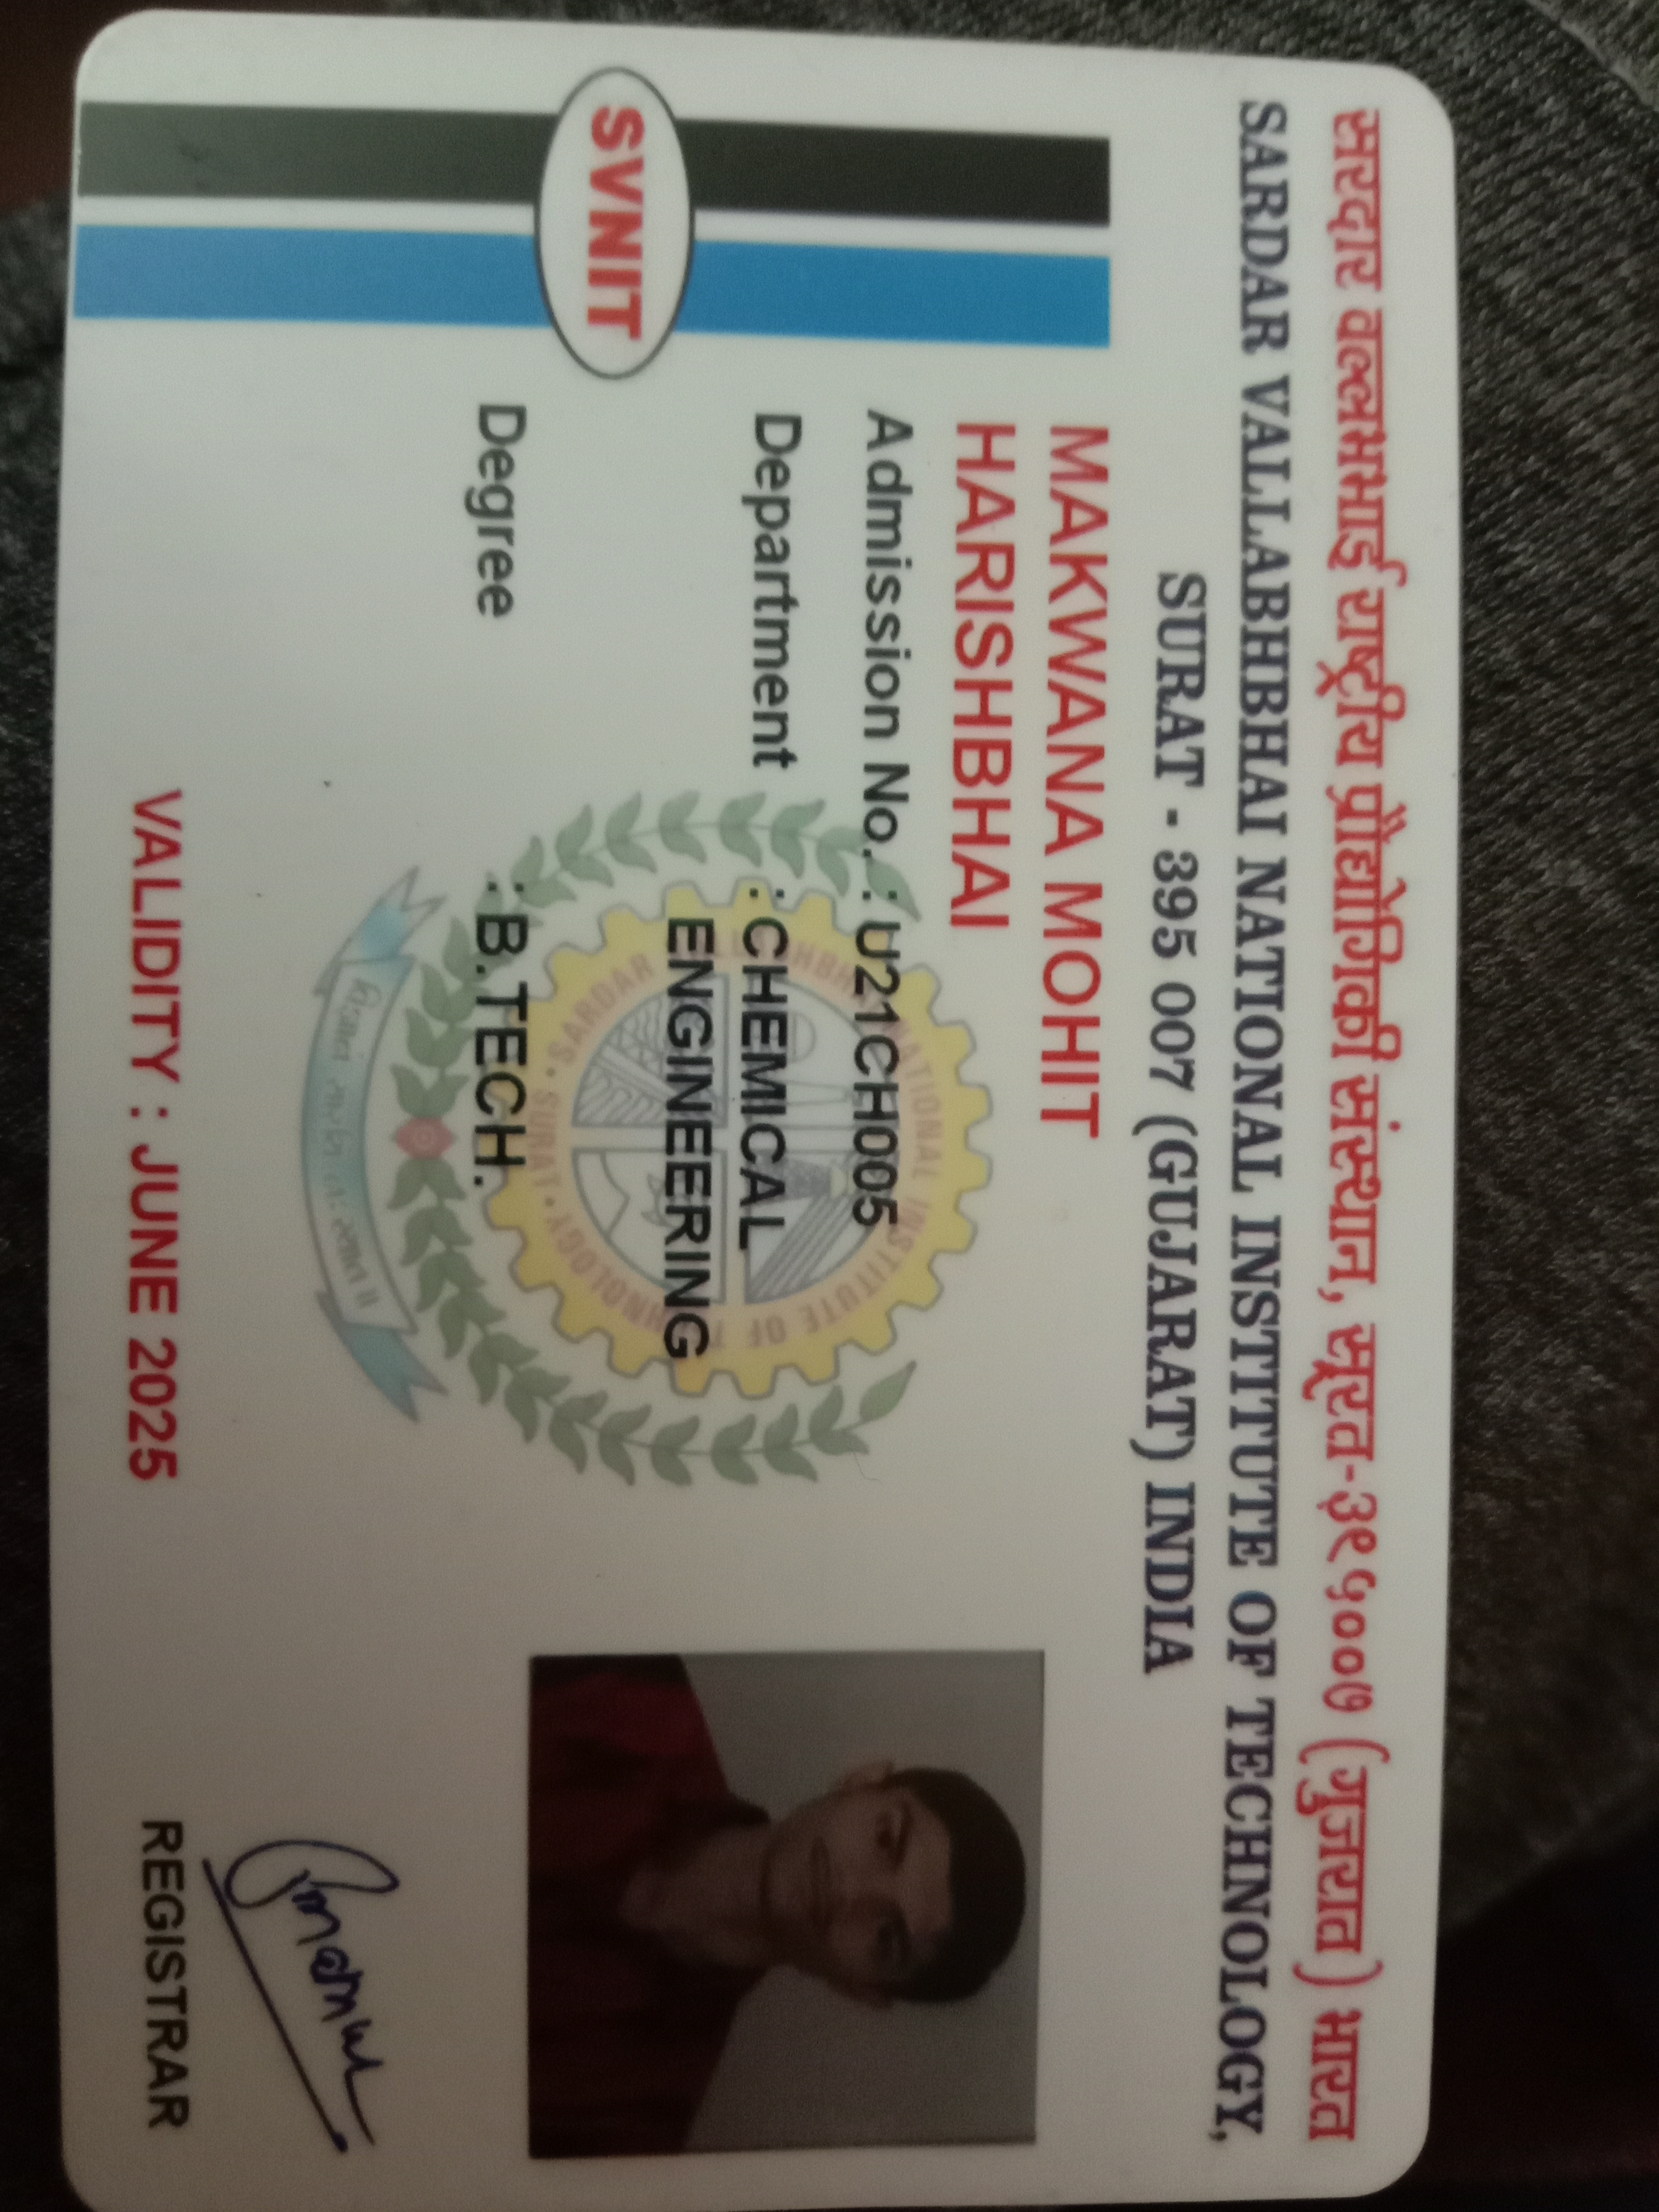 सरदार वल्लभभाई राष्ट्रीय प्रौद्योगिकी संस्थान, सूरत-३९५००७ (गुजरात) भारत
SARDAR VALLABHBHAI NATIONAL INSTITUTE OF TECHNOLOGY,
SURAT - 395 007 (GUJARAT) INDIA
SVNIT
MAKWANA MOHIT
HARISHBHAI
Admission No. : U21CH005
Department : CHEMICAL
ENGINEERING
Degree : B.TECH.
SARDAR VALLABHBHAI NATIONAL INSTITUTE OF TECHNOLOGY · SURAT ·
VALIDITY : JUNE 2025
REGISTRAR